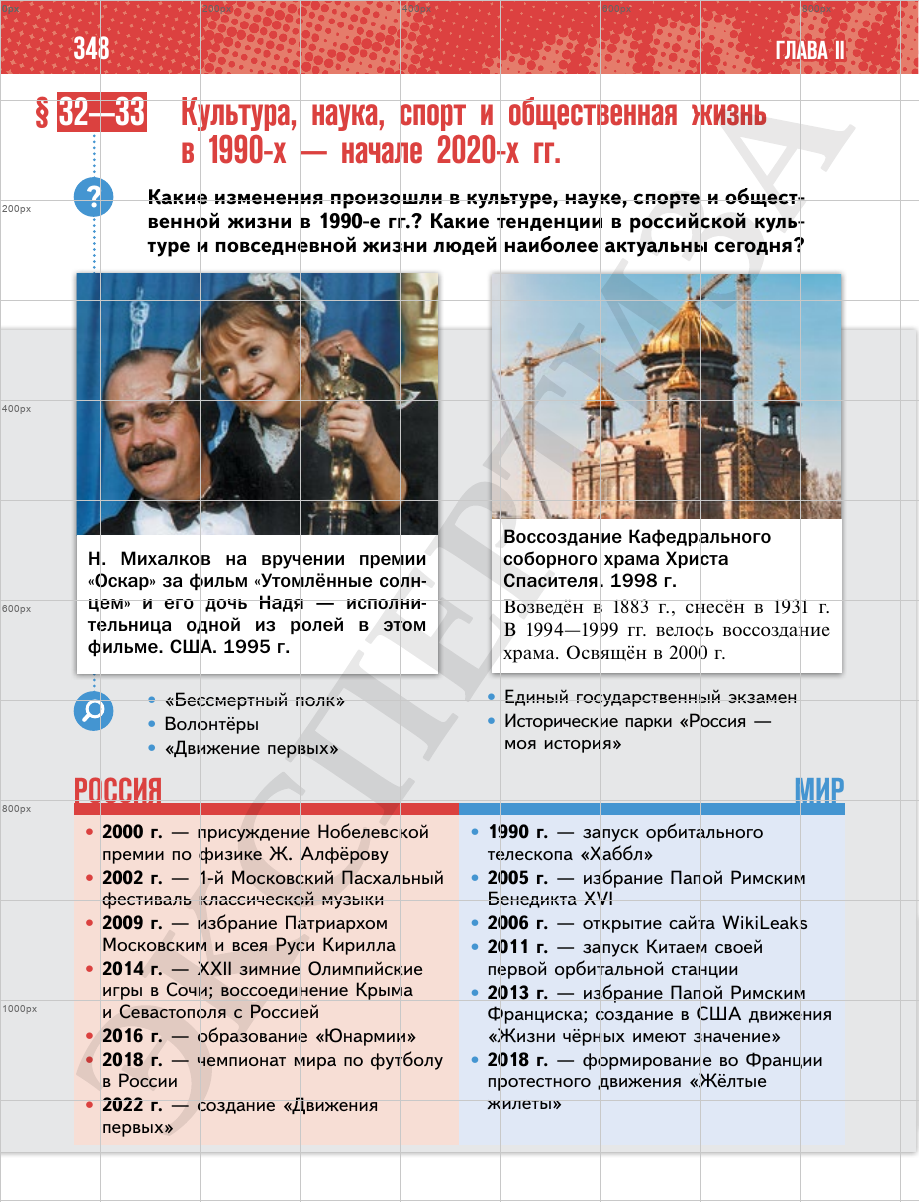 348
ГЛАВА II
§ 32—33
Культура, наука, спорт и общественная жизнь
в 1990-х — начале 2020-х гг.
?
Какие изменения произошли в культуре, науке, спорте и общест-
венной жизни в 1990-е гг.? Какие тенденции в российской куль-
туре и повседневной жизни людей наиболее актуальны сегодня?
Н. Михалков на вручении премии
«Оскар» за фильм «Утомлённые солн-
цем» и его дочь Надя — исполни-
тельница одной из ролей в этом
фильме. США. 1995 г.
Воссоздание Кафедрального
соборного храма Христа
Спасителя. 1998 г.
Возведён в 1883 г., снесён в 1931 г.
В 1994—1999 гг. велось воссоздание
храма. Освящён в 2000 г.
• «Бессмертный полк»
• Волонтёры
• «Движение первых»
• Единый государственный экзамен
• Исторические парки «Россия —
моя история»
РОССИЯ
• 2000 г. — присуждение Нобелевской
премии по физике Ж. Алфёрову
• 2002 г. — 1-й Московский Пасхальный
фестиваль классической музыки
• 2009 г. — избрание Патриархом
Московским и всея Руси Кирилла
• 2014 г. — XXII зимние Олимпийские
игры в Сочи; воссоединение Крыма
и Севастополя с Россией
• 2016 г. — образование «Юнармии»
• 2018 г. — чемпионат мира по футболу
в России
• 2022 г. — создание «Движения
первых»
МИР
• 1990 г. — запуск орбитального
телескопа «Хаббл»
• 2005 г. — избрание Папой Римским
Бенедикта XVI
• 2006 г. — открытие сайта WikiLeaks
• 2011 г. — запуск Китаем своей
первой орбитальной станции
• 2013 г. — избрание Папой Римским
Франциска; создание в США движения
«Жизни чёрных имеют значение»
• 2018 г. — формирование во Франции
протестного движения «Жёлтые
жилеты»
ЭКСПЕРТИЗА
200px
400px
600px
800px
1000px